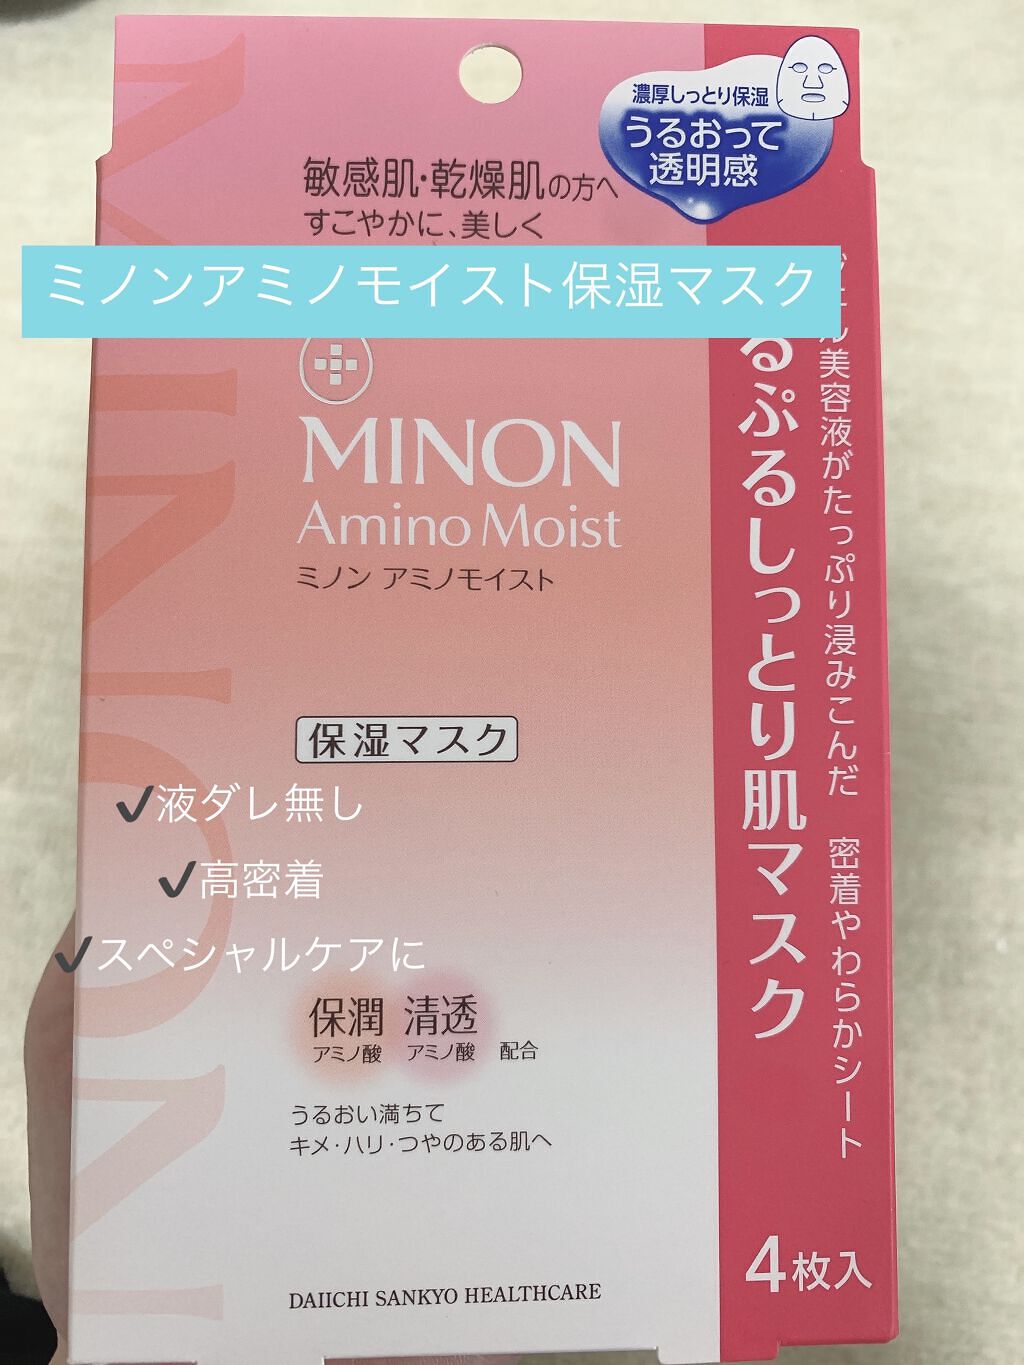 濃厚しっとり保湿
うるおって
透明感
敏感肌・乾燥肌の方へ
すこやかに、美しく
ミノンアミノモイスト保湿マスク
MINON
Amino Moist
ミノン アミノモイスト
保湿マスク
✔液ダレ無し
✔高密着
✔スペシャルケアに
保潤 清透
アミノ酸 アミノ酸 配合
うるおい満ちて
キメ・ハリ・つやのある肌へ
DAIICHI SANKYO HEALTHCARE
美容液がたっぷり浸みこんだ 密着やわらかシート
るぷるしっとり肌マスク
4枚入
MINON